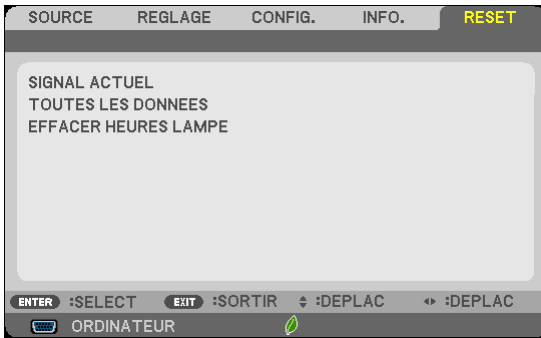 SOURCE REGLAGE CONFIG. INFO. RESET
SIGNAL ACTUEL
TOUTES LES DONNEES
EFFACER HEURES LAMPE
ENTER :SELECT EXIT :SORTIR :DEPLAC :DEPLAC
ORDINATEUR